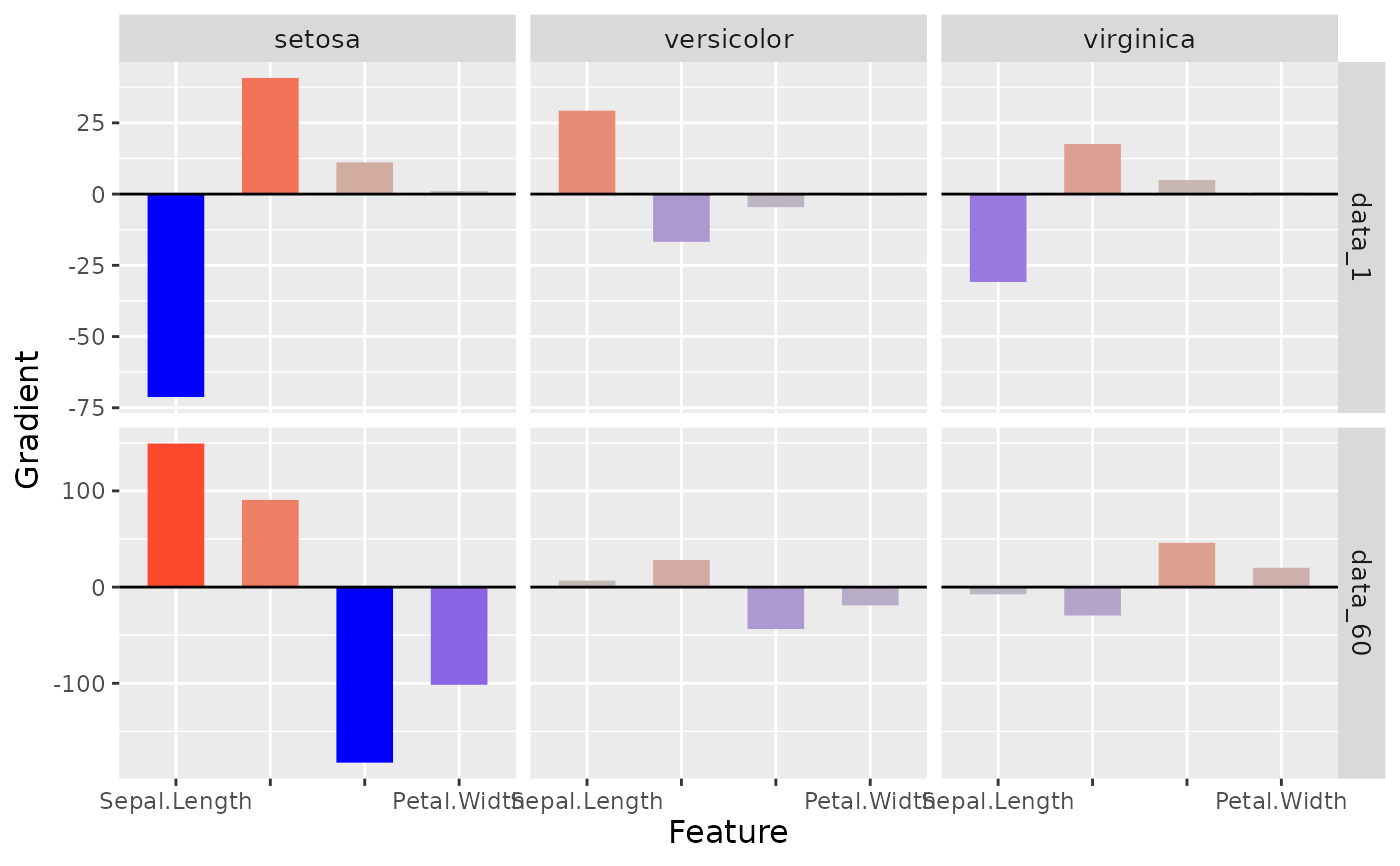 setosa versicolor virginica
25
0
-25
-50
-75
data_1
Gradient
100
0
-100
data_60
Sepal.Length Petal.Width Sepal.Length Petal.Width Sepal.Length Petal.Width
Feature